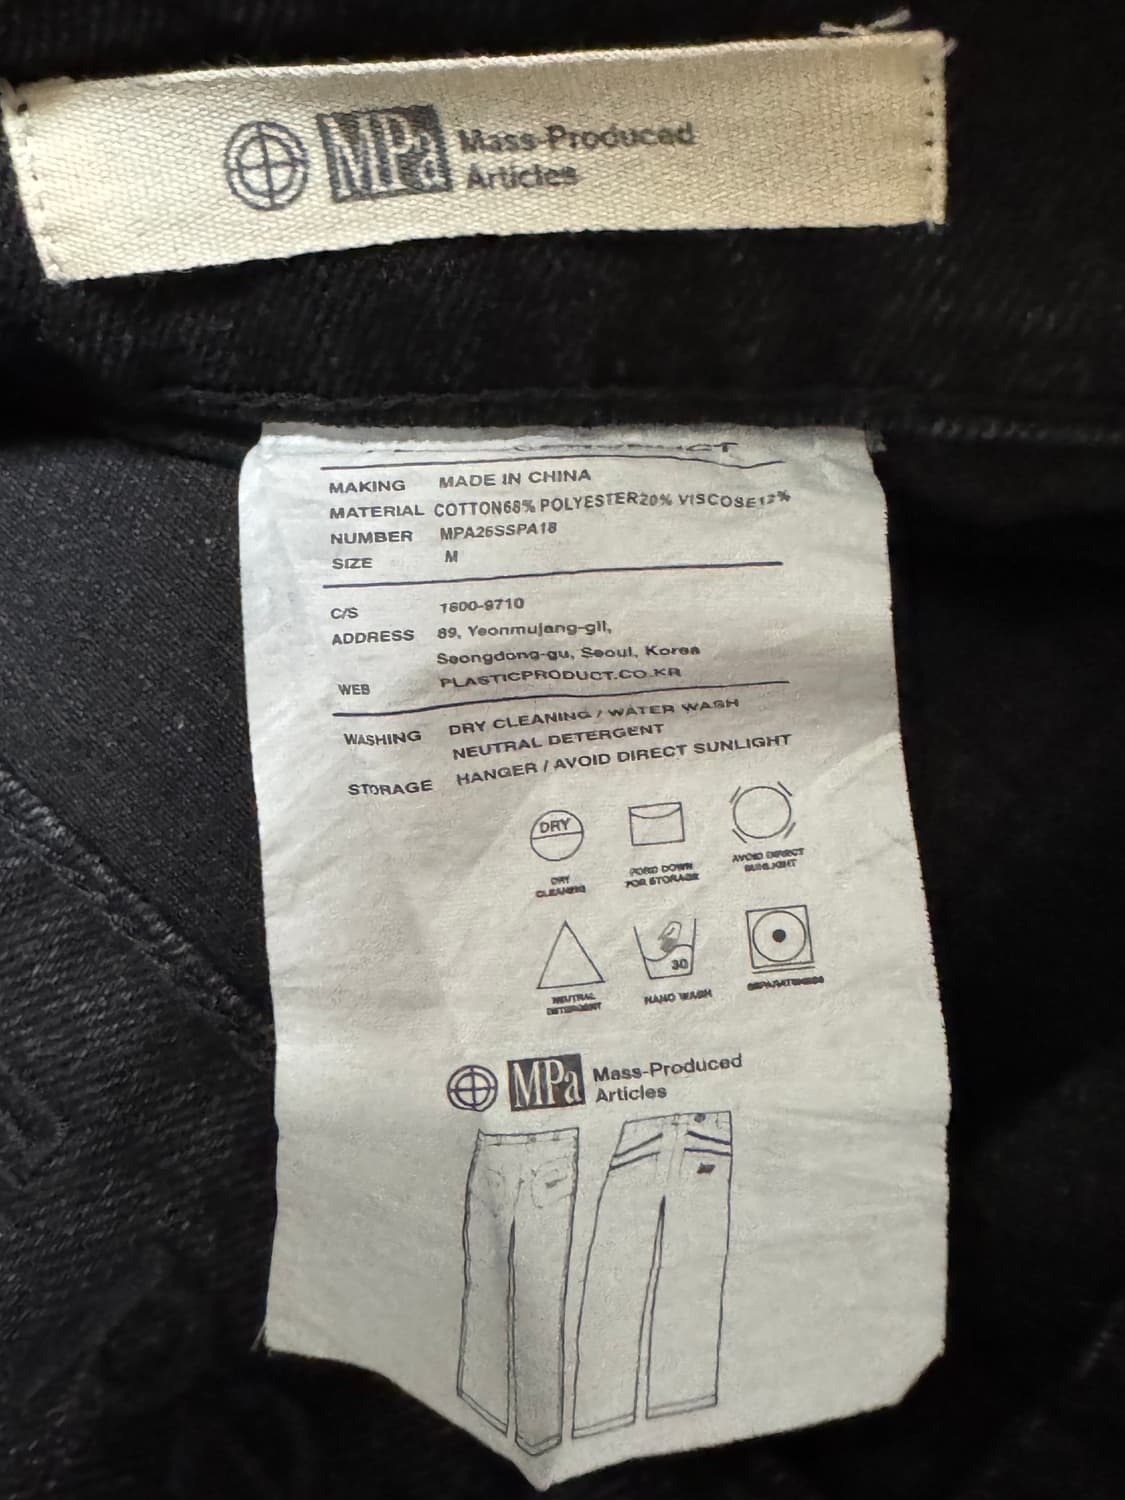 MPa Mass-Produced
Articles
MAKING MADE IN CHINA
MATERIAL COTTON68% POLYESTER20% VISCOSE12%
NUMBER MPA26SSPA18
SIZE M
C/S 1600-9710
ADDRESS 89, Yeonmujang-gil,
Seongdong-gu, Seoul, Korea
WEB PLASTICPRODUCT.CO.KR
WASHING DRY CLEANING / WATER WASH
NEUTRAL DETERGENT
STORAGE HANGER / AVOID DIRECT SUNLIGHT
DRY
DRY
CLEANING
DOWN
FOR STORAGE
AVOID DIRECT
SUNLIGHT
30
NEUTRAL
DETERGENT
HAND WASH
MPa Mass-Produced
Articles